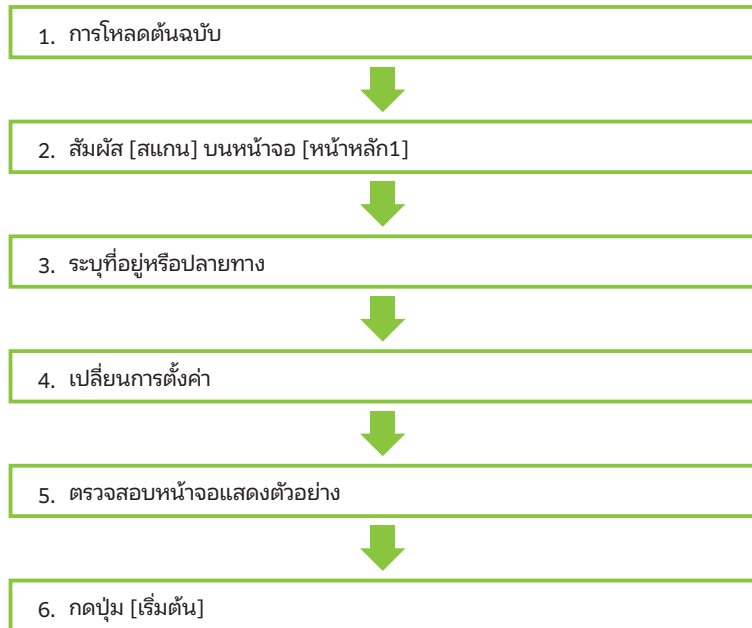 1. การโหลดต้นฉบับ
2. สัมผัส [สแกน] บนหน้าจอ [หน้าหลัก1]
3. ระบุที่อยู่หรือปลายทาง
4. เปลี่ยนการตั้งค่า
5. ตรวจสอบหน้าจอแสดงตัวอย่าง
6. กดปุ่ม [เริ่มต้น]